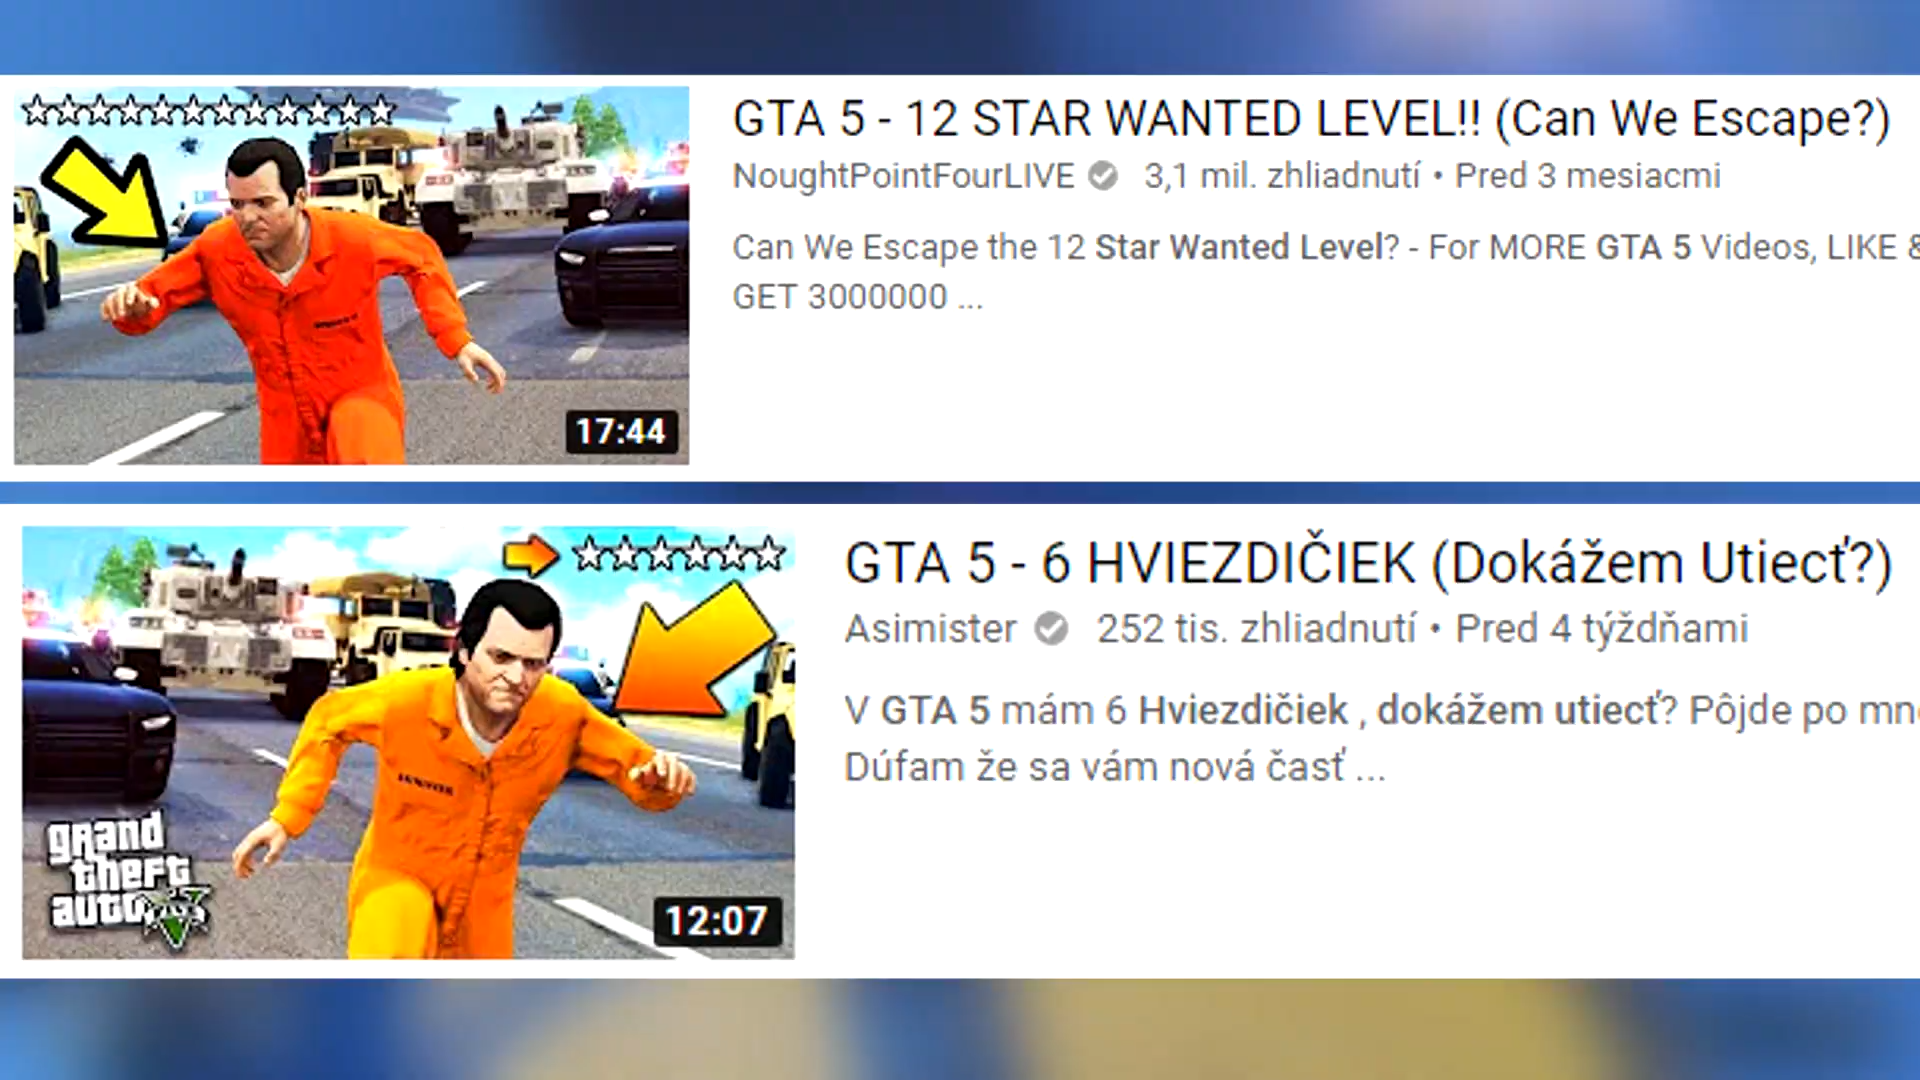 GTA 5 - 12 STAR WANTED LEVEL!! (Can We Escape?)
NoughtPointFourLIVE 3,1 mil. zhliadnutí • Pred 3 mesiacmi
Can We Escape the 12 Star Wanted Level? - For MORE GTA 5 Videos, LIKE &
GET 3000000 ...
17:44
GTA 5 - 6 HVIEZDIČIEK (Dokážem Utiecť?)
Asimister 252 tis. zhliadnutí • Pred 4 týždňami
V GTA 5 mám 6 Hviezdičiek , dokážem utiecť? Pôjde po
Dúfam že sa vám nová časť ...
grand
theft
auto V
12:07